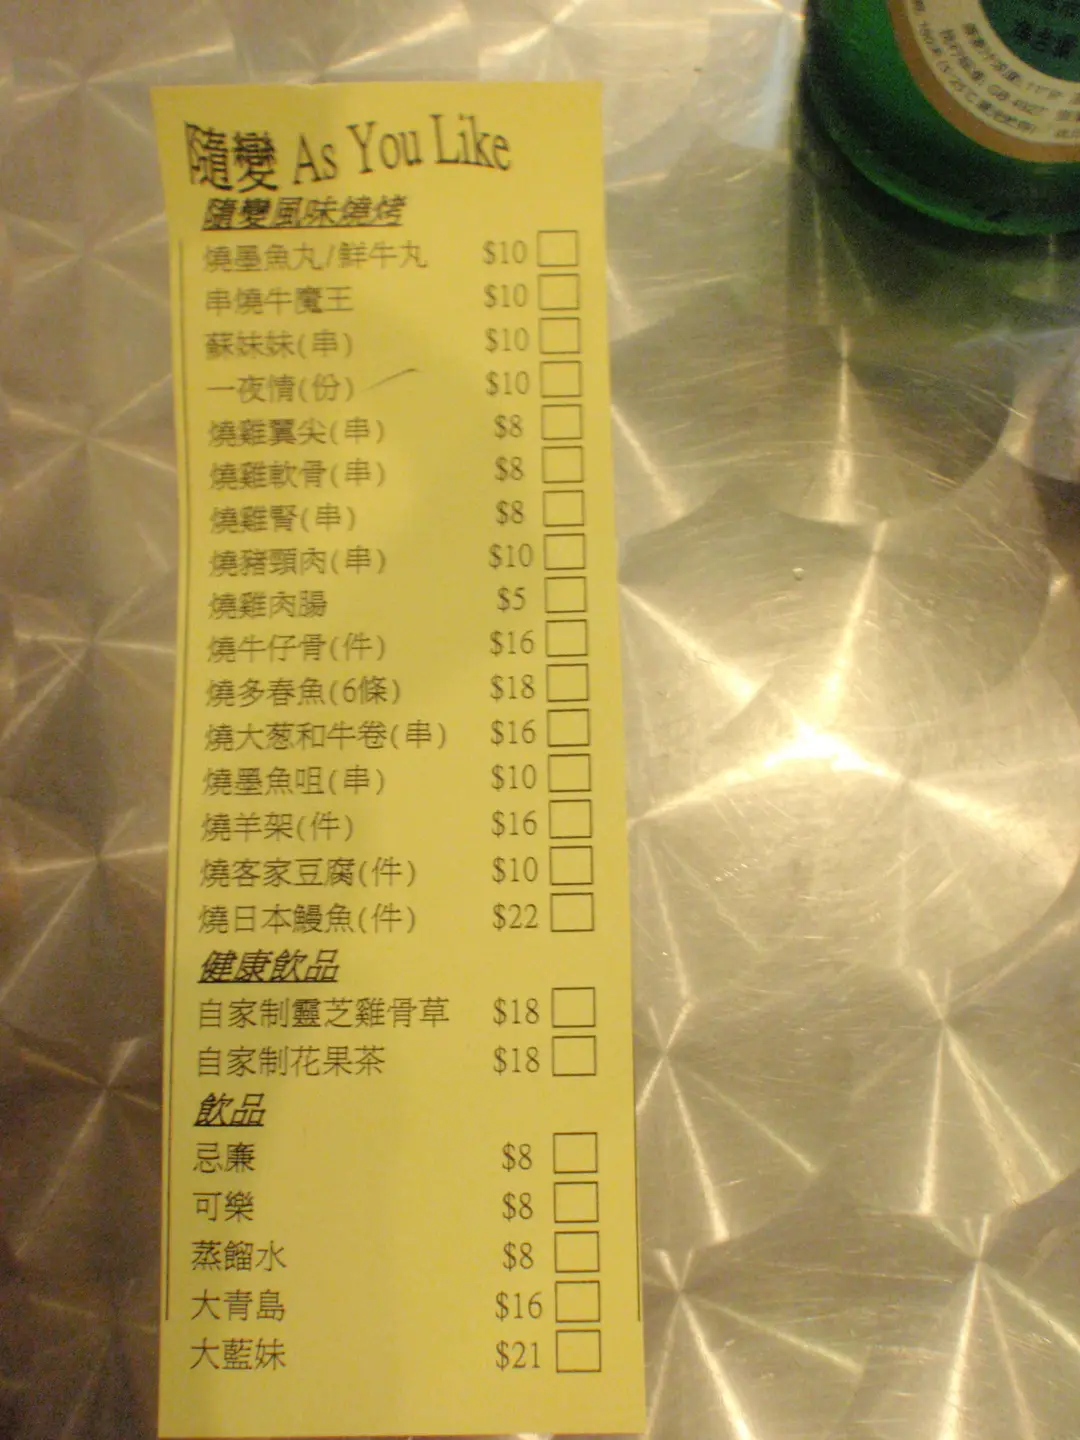 隨變 As You Like
隨變風味燒烤
燒墨魚丸/鮮牛丸 $10
串燒牛魔王 $10
蘇妹妹(串) $10
一夜情(份) $10
燒雞翼尖(串) $8
燒雞軟骨(串) $8
燒雞腎(串) $8
燒豬頸肉(串) $10
燒雞肉腸 $5
燒牛仔骨(件) $16
燒多春魚(6條) $18
燒大葱和牛卷(串) $16
燒墨魚咀(串) $10
燒羊架(件) $16
燒客家豆腐(件) $10
燒日本鰻魚(件) $22
健康飲品
自家制靈芝雞骨草 $18
自家制花果茶 $18
飲品
忌廉 $8
可樂 $8
蒸餾水 $8
大青島 $16
大藍妹 $21